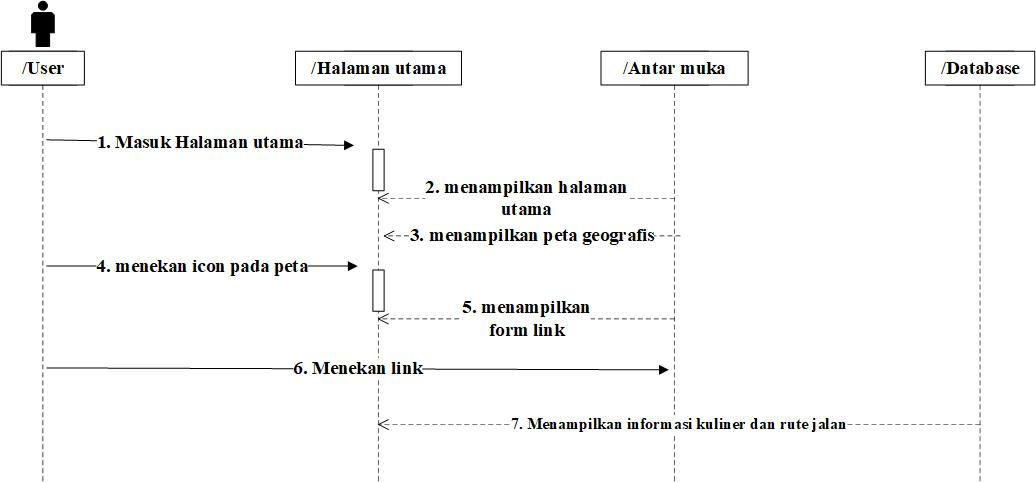 /User
/Halaman utama
/Antar muka
/Database
1. Masuk Halaman utama
2. menampilkan halaman
utama
3. menampilkan peta geografis
4. menekan icon pada peta
5. menampilkan
form link
6. Menekan link
7. Menampilkan informasi kuliner dan rute jalan